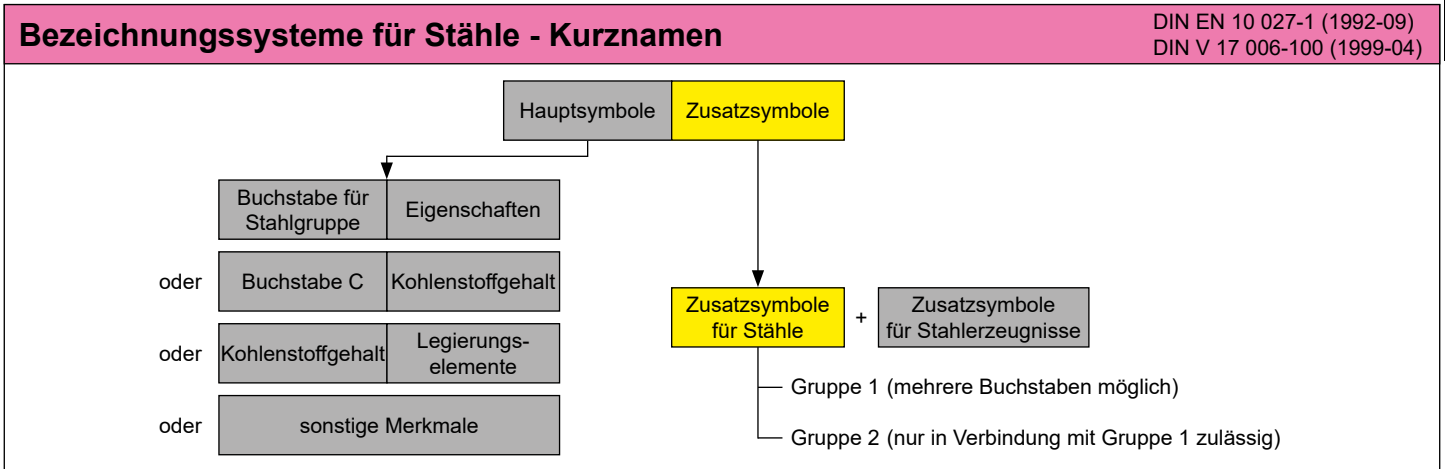 Bezeichnungssysteme für Stähle - Kurznamen
DIN EN 10 027-1 (1992-09)
DIN V 17 006-100 (1999-04)
Hauptsymbole
Zusatzsymbole
Buchstabe für
Stahlgruppe
Eigenschaften
oder
Buchstabe C
Kohlenstoffgehalt
oder
Kohlenstoffgehalt
Legierungs-
elemente
oder
sonstige Merkmale
Zusatzsymbole
für Stähle
+
Zusatzsymbole
für Stahlerzeugnisse
Gruppe 1 (mehrere Buchstaben möglich)
Gruppe 2 (nur in Verbindung mit Gruppe 1 zulässig)